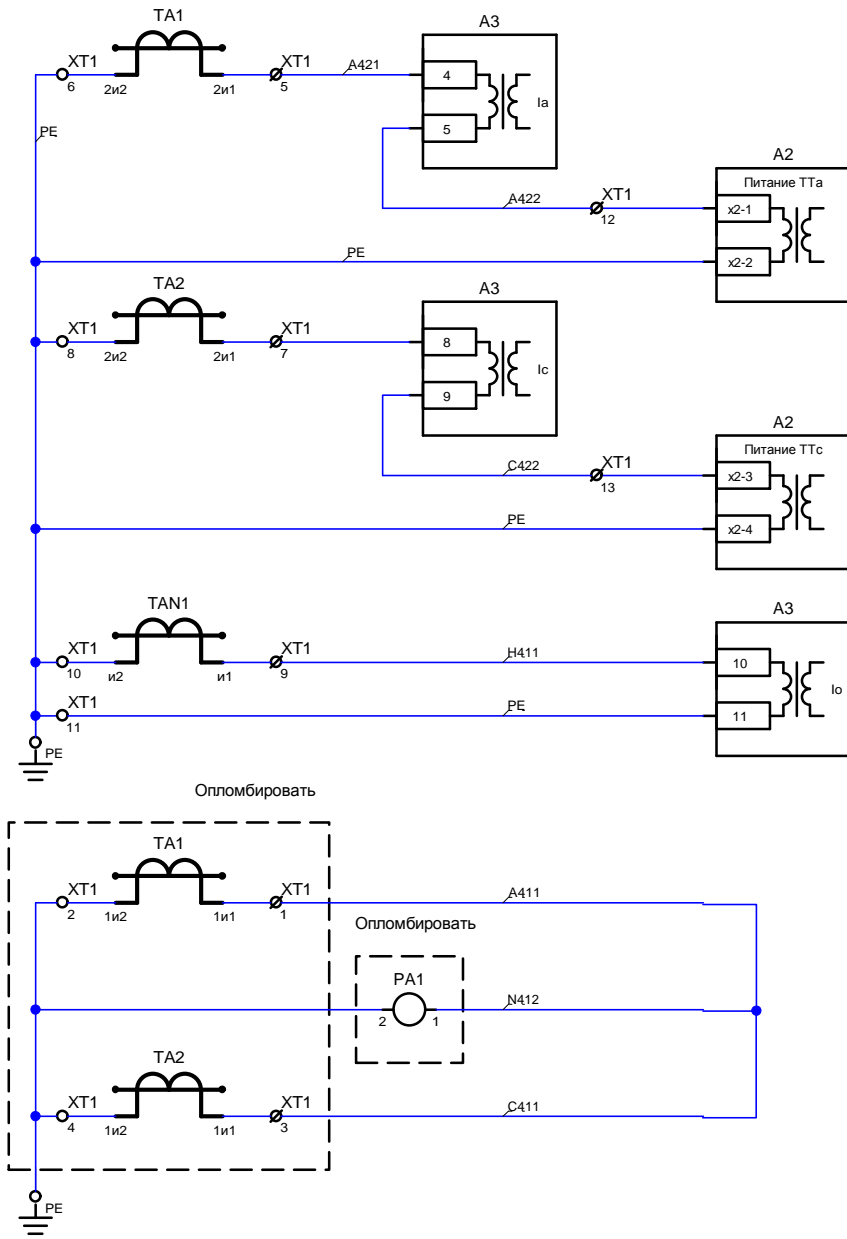 TA1
A3
XT1
XT1
A421
4
6
2и2
2и1
5
Ia
PE
5
A2
Питание ТТа
A422
XT1
x2-1
12
PE
x2-2
TA2
A3
XT1
XT1
8
8
2и2
2и1
7
Ic
9
A2
Питание ТТс
C422
XT1
x2-3
13
PE
x2-4
TAN1
A3
XT1
XT1
H411
10
10
и2
и1
9
Io
XT1
PE
11
11
PE
Опломбировать
TA1
XT1
XT1
A411
2
1и2
1и1
1
Опломбировать
PA1
N412
2
1
TA2
XT1
XT1
C411
4
1и2
1и1
3
PE